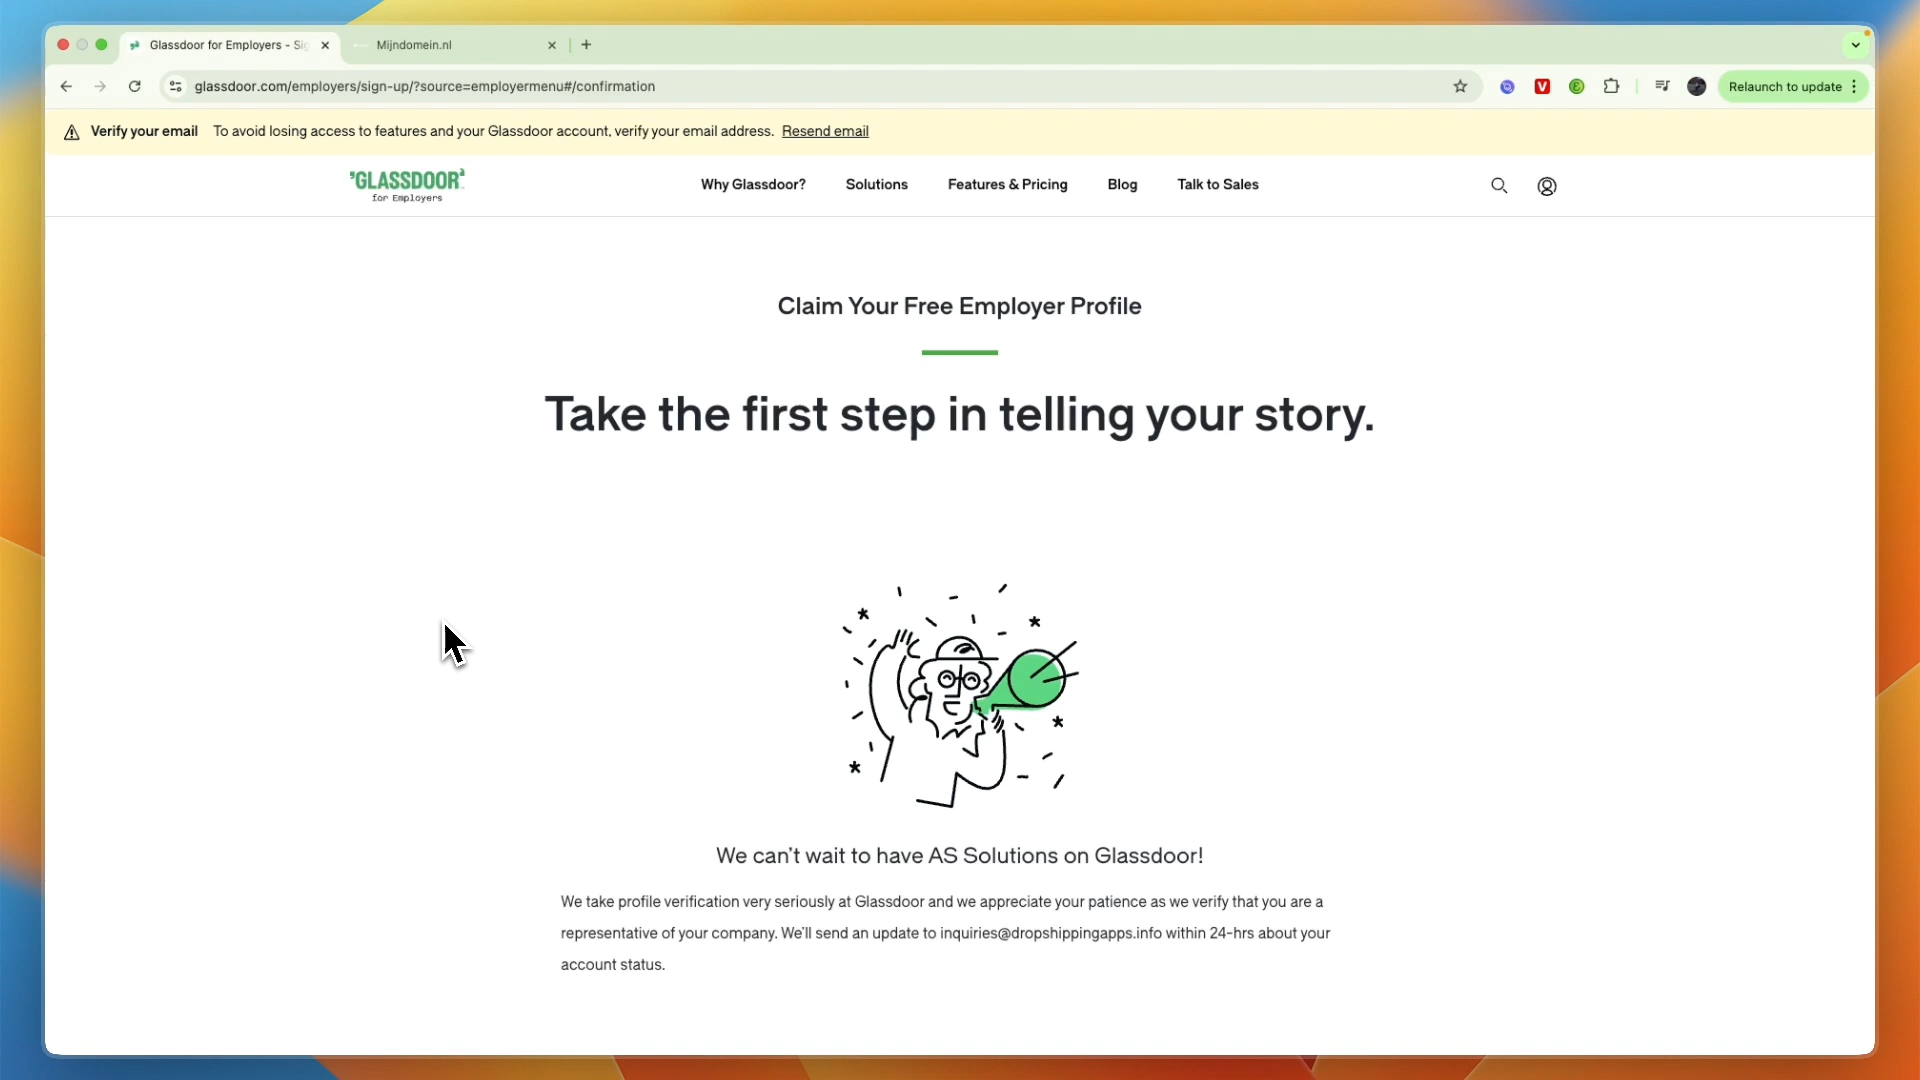 Glassdoor for Employers - Si
Mijndomein.nl
glassdoor.com/employers/sign-up/?source=employermenu#/confirmation
Relaunch to update
Verify your email To avoid losing access to features and your Glassdoor account, verify your email address. Resend email
GLASSDOOR
for Employers
Why Glassdoor?
Solutions
Features & Pricing
Blog
Talk to Sales
Claim Your Free Employer Profile
Take the first step in telling your story.
We can't wait to have AS Solutions on Glassdoor!
We take profile verification very seriously at Glassdoor and we appreciate your patience as we verify that you are a
representative of your company. We'll send an update to inquiries@dropshippingapps.info within 24-hrs about your
account status.